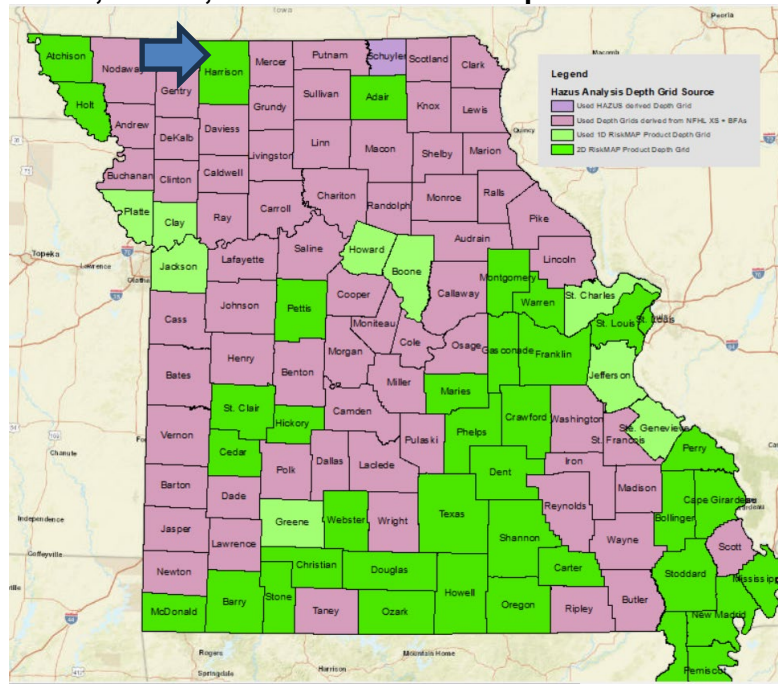 Iowa
Peoria
Atchison
Nodaway
Harrison
Mercer
Putnam
Schuyler
Scotland
Clark
Macomb
Gentry
Holt
Sullivan
Adair
Knox
Lewis
Grundy
Andrew
DeKalb
Daviess
Livingston
Linn
Macon
Shelby
Marion
Quincy
Buchanan
Clinton
Caldwell
Chariton
Randolph
Monroe
Ralls
Pike
Platte
Clay
Ray
Carroll
Audrain
Topeka
Lawrence
Jackson
Lafayette
Saline
Howard
Boone
Callaway
Montgomery
Lincoln
Warren
St. Charles
St. Louis
St. Louis
Cass
Johnson
Pettis
Cooper
Moniteau
Cole
Osage
Gasconade
Franklin
Jefferson
Bates
Henry
Benton
Morgan
Miller
Maries
St. Clair
Hickory
Camden
Pulaski
Phelps
Crawford
Washington
Ste. Genevieve
St. Francois
Perry
Vernon
Cedar
Polk
Dallas
Laclede
Dent
Iron
Madison
Cape Girardeau
Bollinger
Chanute
Barton
Dade
Greene
Webster
Wright
Texas
Reynolds
Shannon
Wayne
Scott
Independence
Jasper
Lawrence
Christian
Douglas
Carter
Stoddard
Mississippi
Coffeyville
Newton
Howell
Oregon
Ripley
Butler
New Madrid
McDonald
Barry
Stone
Taney
Ozark
Pemiscot
Rogers
Springdale
Harrison
Mountain Home
Legend
Hazus Analysis Depth Grid Source
Used HAZUS derived Depth Grid
Used Depth Grids derived from NFHL XS + BFAs
Used 1D RiskMAP Product Depth Grid
2D RiskMAP Product Depth Grid